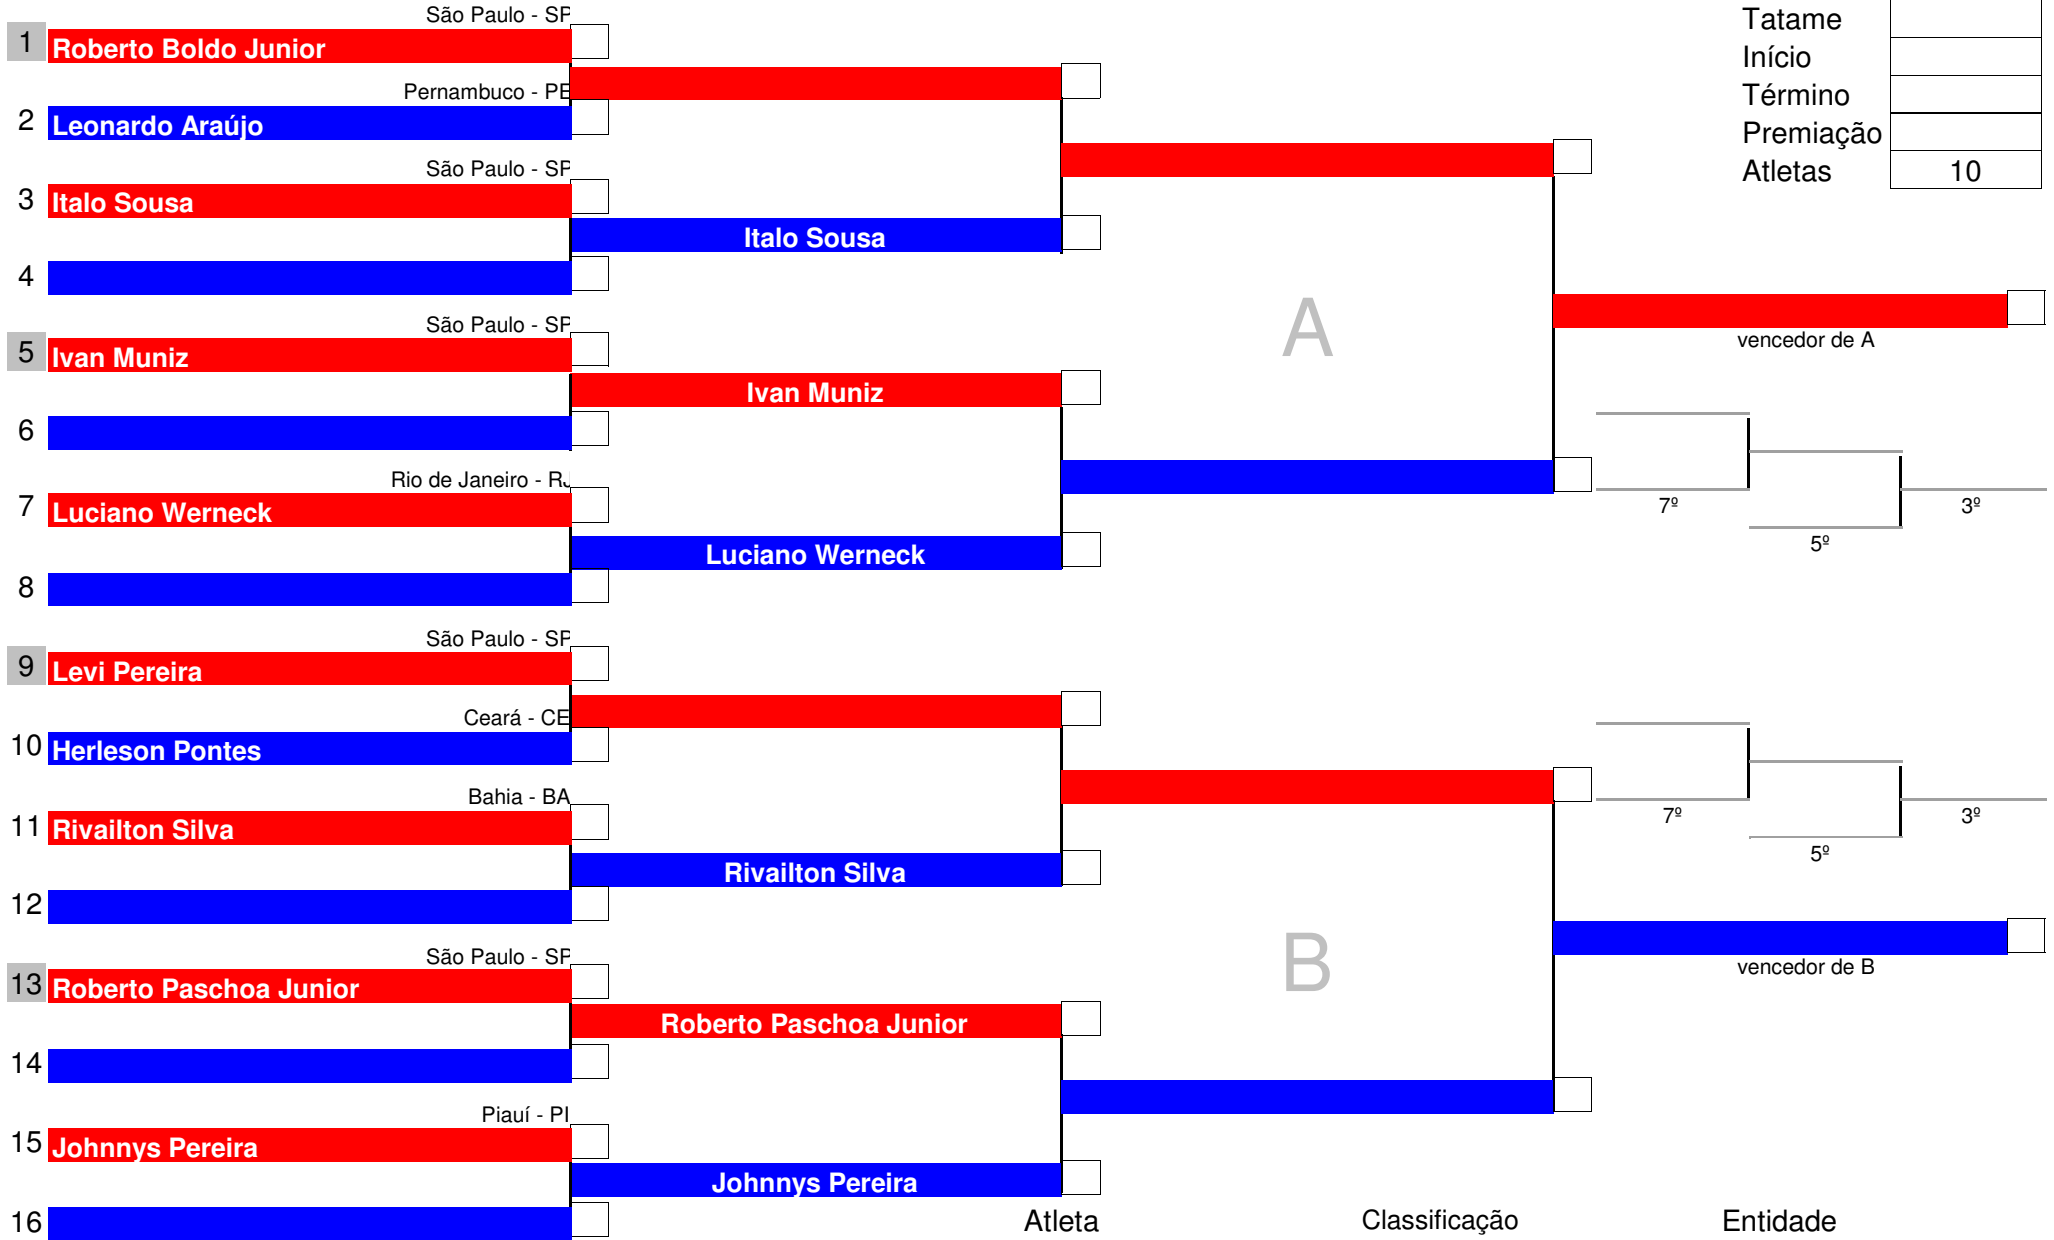 São Paulo - SP
Tatame
1 Roberto Boldo Junior
Início
Pernambuco - PE
Término
2 Leonardo Araújo
Premiação
São Paulo - SP
Atletas 10
3 Italo Sousa
Italo Sousa
4
São Paulo - SP
vencedor de A
5 Ivan Muniz
A
Ivan Muniz
6
Rio de Janeiro - RJ
7 Luciano Werneck
7º 3º
5º
Luciano Werneck
8
São Paulo - SP
9 Levi Pereira
Ceará - CE
10 Herleson Pontes
Bahia - BA
7º 3º
11 Rivailton Silva
5º
Rivailton Silva
12
São Paulo - SP
B
vencedor de B
13 Roberto Paschoa Junior
Roberto Paschoa Junior
14
Piauí - PI
15 Johnnys Pereira
Johnnys Pereira
16
Atleta Classificação Entidade